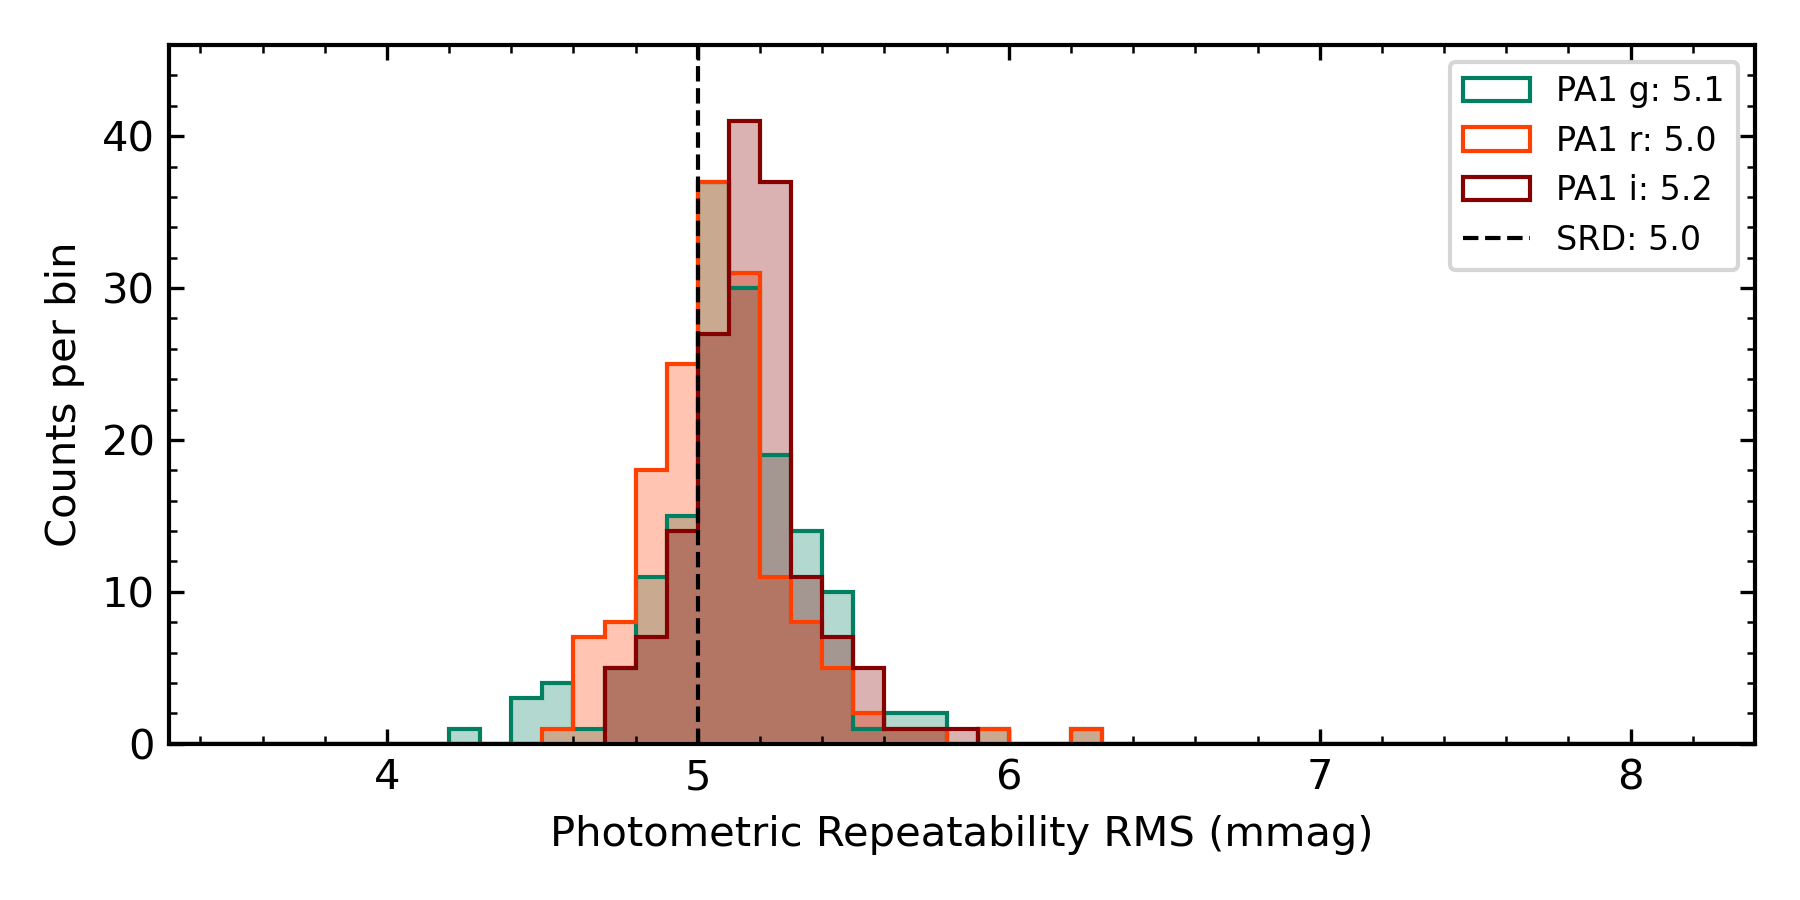 PA1 g: 5.1
PA1 r: 5.0
PA1 i: 5.2
SRD: 5.0
40
30
20
10
0
Counts per bin
4 5 6 7 8
Photometric Repeatability RMS (mmag)